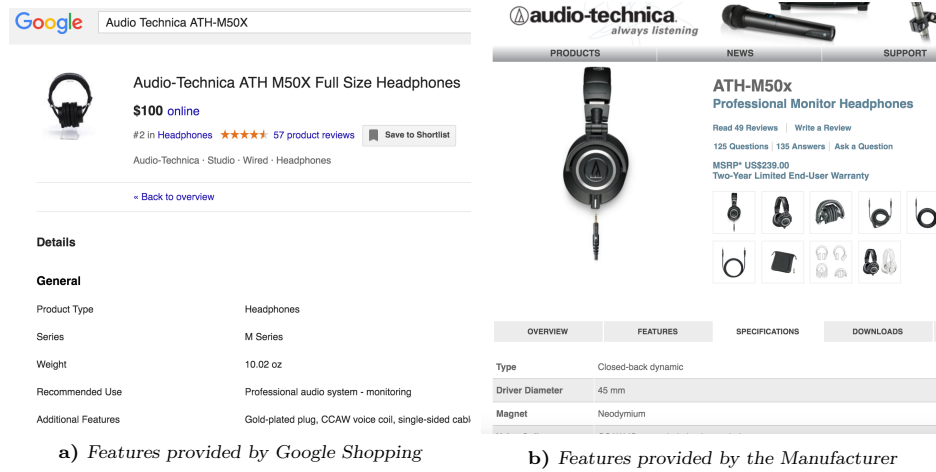 Google
Audio Technica ATH-M50X
Audio-Technica ATH M50X Full Size Headphones
$100 online
#2 in Headphones 57 product reviews Save to Shortlist
Audio-Technica · Studio · Wired · Headphones
« Back to overview
Details
General
Product Type Headphones
Series M Series
Weight 10.02 oz
Recommended Use Professional audio system - monitoring
Additional Features Gold-plated plug, CCAW voice coil, single-sided cabl
a) Features provided by Google Shopping
audio-technica
always listening
PRODUCTS NEWS SUPPORT
ATH-M50x
Professional Monitor Headphones
Read 49 Reviews | Write a Review
125 Questions | 135 Answers | Ask a Question
MSRP* US$239.00
Two-Year Limited End-User Warranty
OVERVIEW FEATURES SPECIFICATIONS DOWNLOADS
Type Closed-back dynamic
Driver Diameter 45 mm
Magnet Neodymium
b) Features provided by the Manufacturer